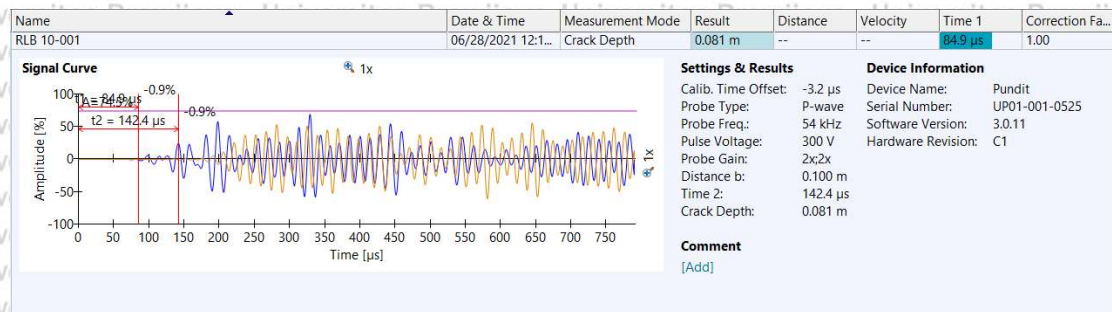 Name Date & Time Measurement Mode Result Distance Velocity Time 1 Correction Fa...
RLB 10-001 06/28/2021 12:1... Crack Depth 0.081 m -- -- 84.9 µs 1.00
Signal Curve 1x
Settings & Results Device Information
Calib. Time Offset: -3.2 µs Device Name: Pundit
Probe Type: P-wave Serial Number: UP01-001-0525
Probe Freq.: 54 kHz Software Version: 3.0.11
Pulse Voltage: 300 V Hardware Revision: C1
Probe Gain: 2x;2x
Distance b: 0.100 m
Time 2: 142.4 µs
Crack Depth: 0.081 m
Comment
[Add]
-0.9%
-0.9%
t2 = 142.4 µs
Amplitude [%]
100
50
0
-50
-100
1x
0 50 100 150 200 250 300 350 400 450 500 550 600 650 700 750
Time [µs]